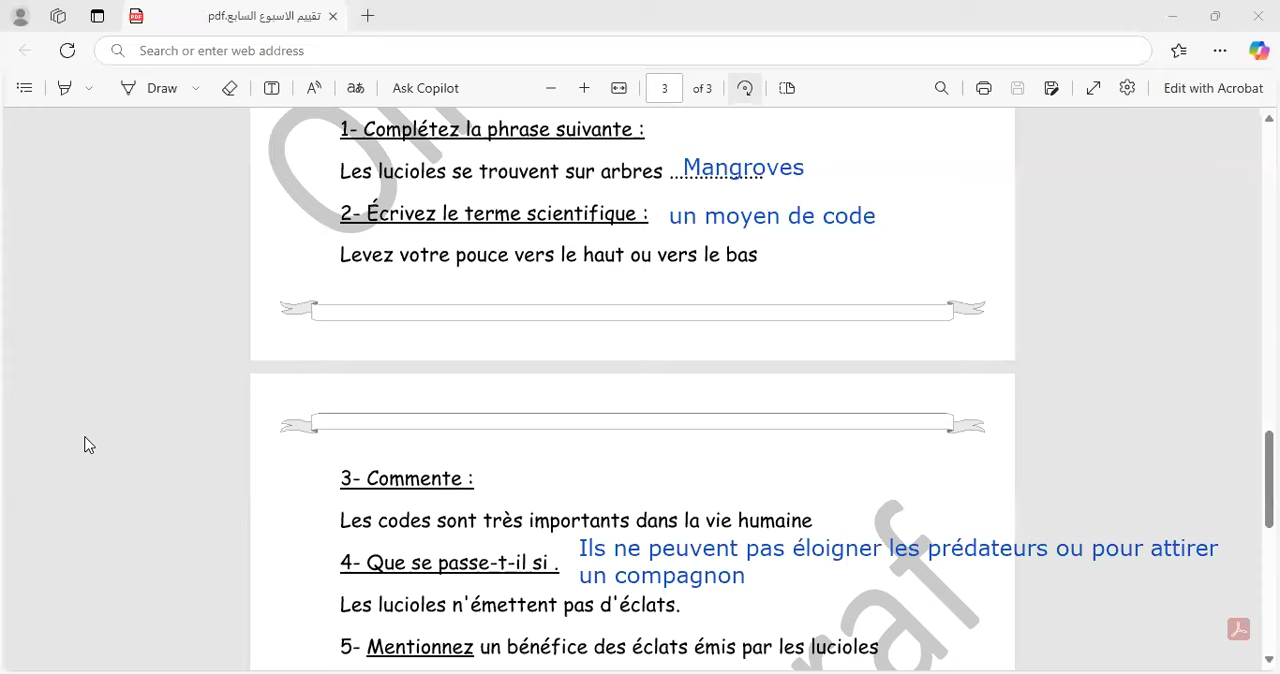 تقييم الاسبوع السابع.pdf
Search or enter web address
Draw
Ask Copilot
3 of 3
Edit with Acrobat
1- Complétez la phrase suivante :
Les lucioles se trouvent sur arbres .................. Mangroves
2- Écrivez le terme scientifique : un moyen de code
Levez votre pouce vers le haut ou vers le bas
3- Commente :
Les codes sont très importants dans la vie humaine
Ils ne peuvent pas éloigner les prédateurs ou pour attirer
4- Que se passe-t-il si .
un compagnon
Les lucioles n'émettent pas d'éclats.
5- Mentionnez un bénéfice des éclats émis par les lucioles